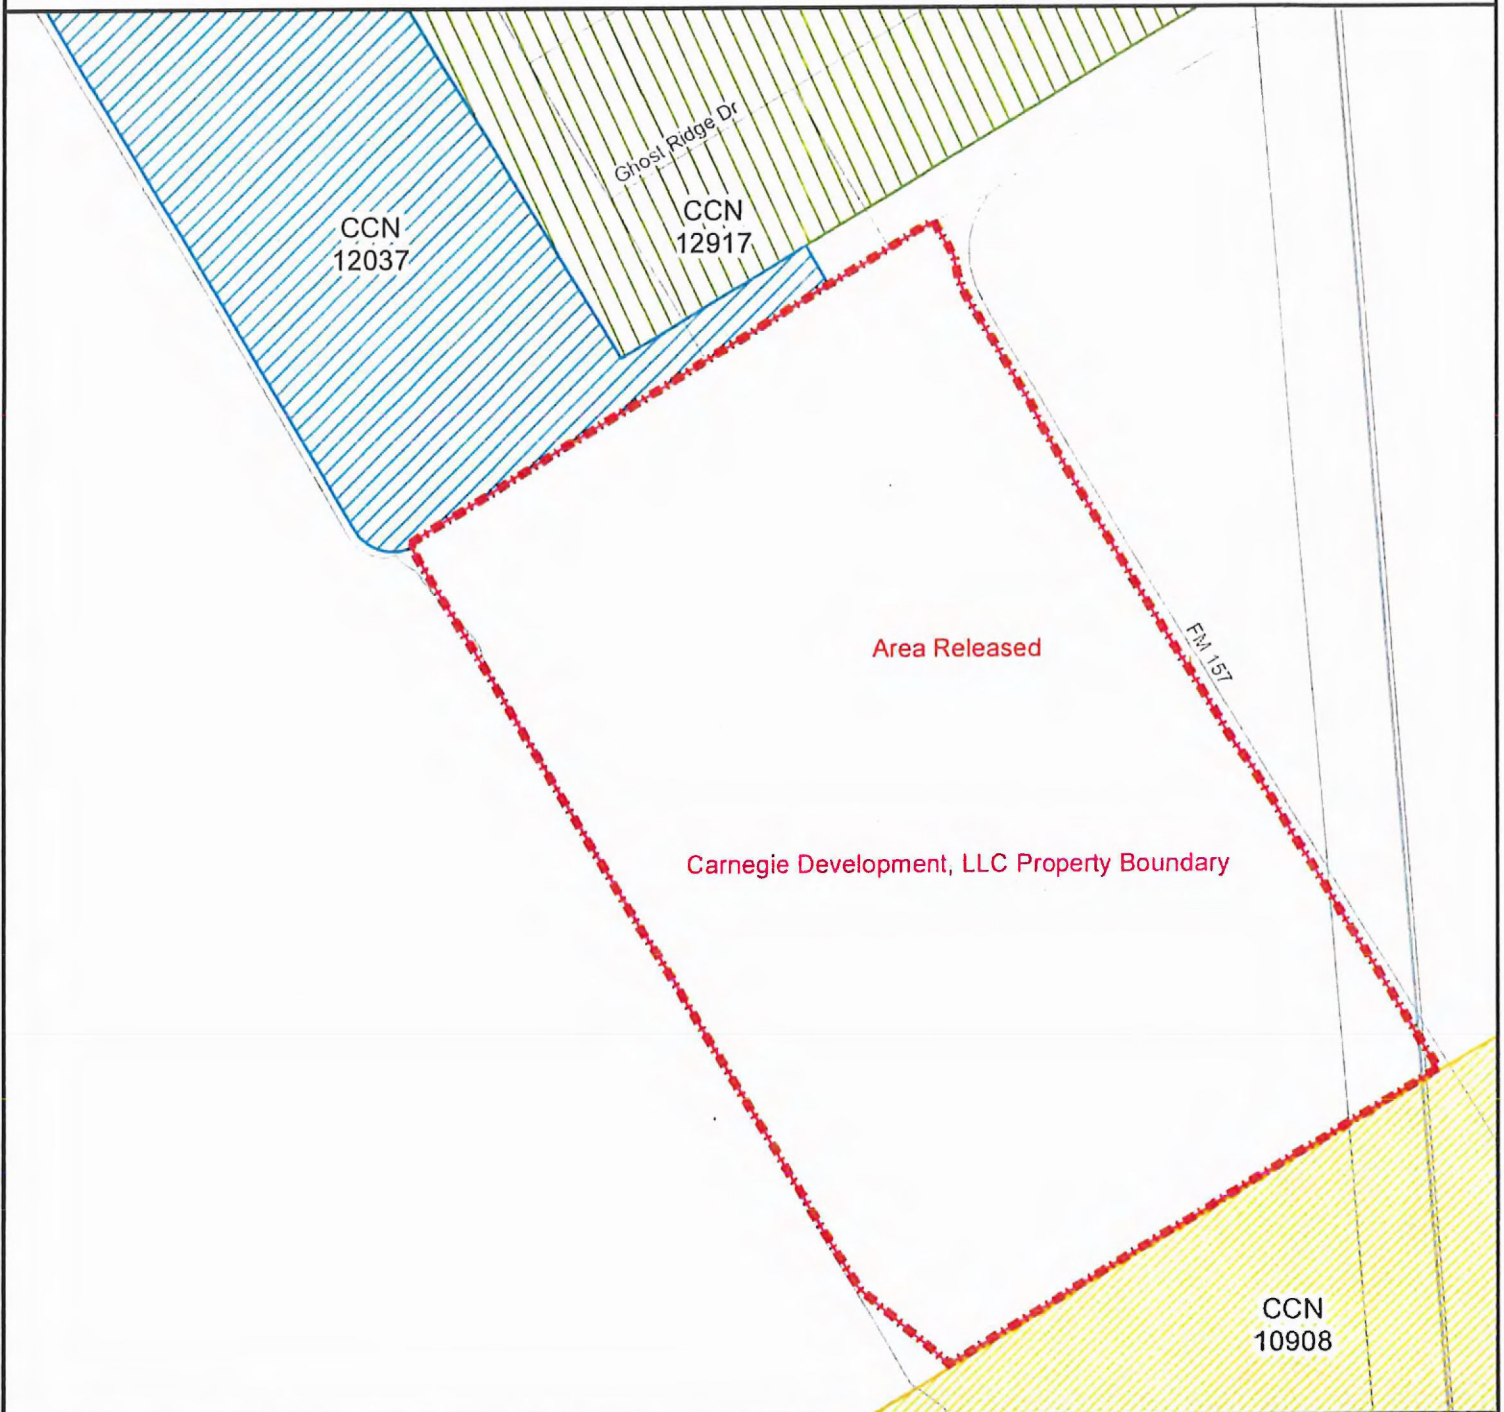 Ghost Ridge Dr
CCN
12917
CCN
12037
Area Released
FM 157
Carnegie Development, LLC Property Boundary
CCN
10908